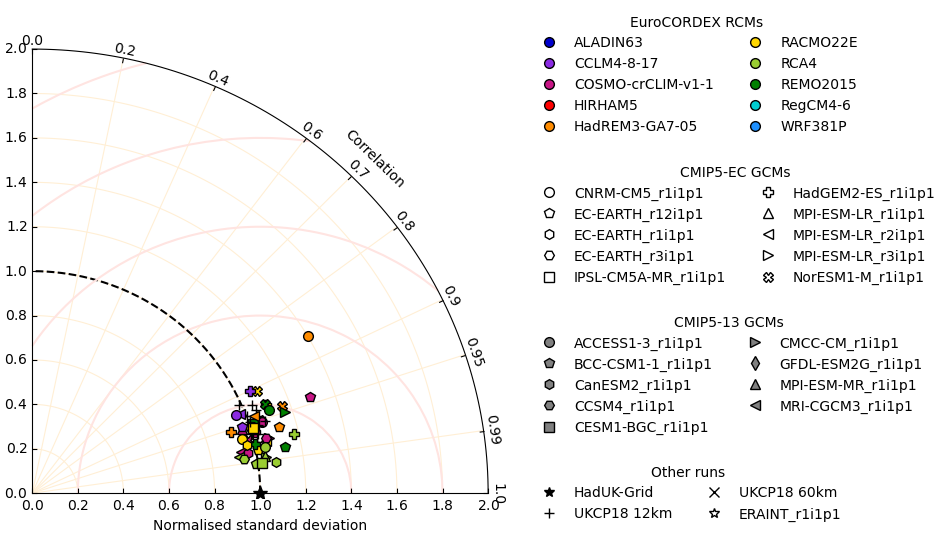 0.0
0.2
0.4
0.6
0.7
0.8
0.9
0.95
0.99
1.0
Correlation
2.0
1.8
1.6
1.4
1.2
1.0
0.8
0.6
0.4
0.2
0.0
0.0 0.2 0.4 0.6 0.8 1.0 1.2 1.4 1.6 1.8 2.0
Normalised standard deviation
EuroCORDEX RCMs
ALADIN63 RACMO22E
CCLM4-8-17 RCA4
COSMO-crCLIM-v1-1 REMO2015
HIRHAM5 RegCM4-6
HadREM3-GA7-05 WRF381P
CMIP5-EC GCMs
CNRM-CM5_r1i1p1 HadGEM2-ES_r1i1p1
EC-EARTH_r12i1p1 MPI-ESM-LR_r1i1p1
EC-EARTH_r1i1p1 MPI-ESM-LR_r2i1p1
EC-EARTH_r3i1p1 MPI-ESM-LR_r3i1p1
IPSL-CM5A-MR_r1i1p1 NorESM1-M_r1i1p1
CMIP5-13 GCMs
ACCESS1-3_r1i1p1 CMCC-CM_r1i1p1
BCC-CSM1-1_r1i1p1 GFDL-ESM2G_r1i1p1
CanESM2_r1i1p1 MPI-ESM-MR_r1i1p1
CCSM4_r1i1p1 MRI-CGCM3_r1i1p1
CESM1-BGC_r1i1p1
Other runs
HadUK-Grid UKCP18 60km
UKCP18 12km ERAINT_r1i1p1